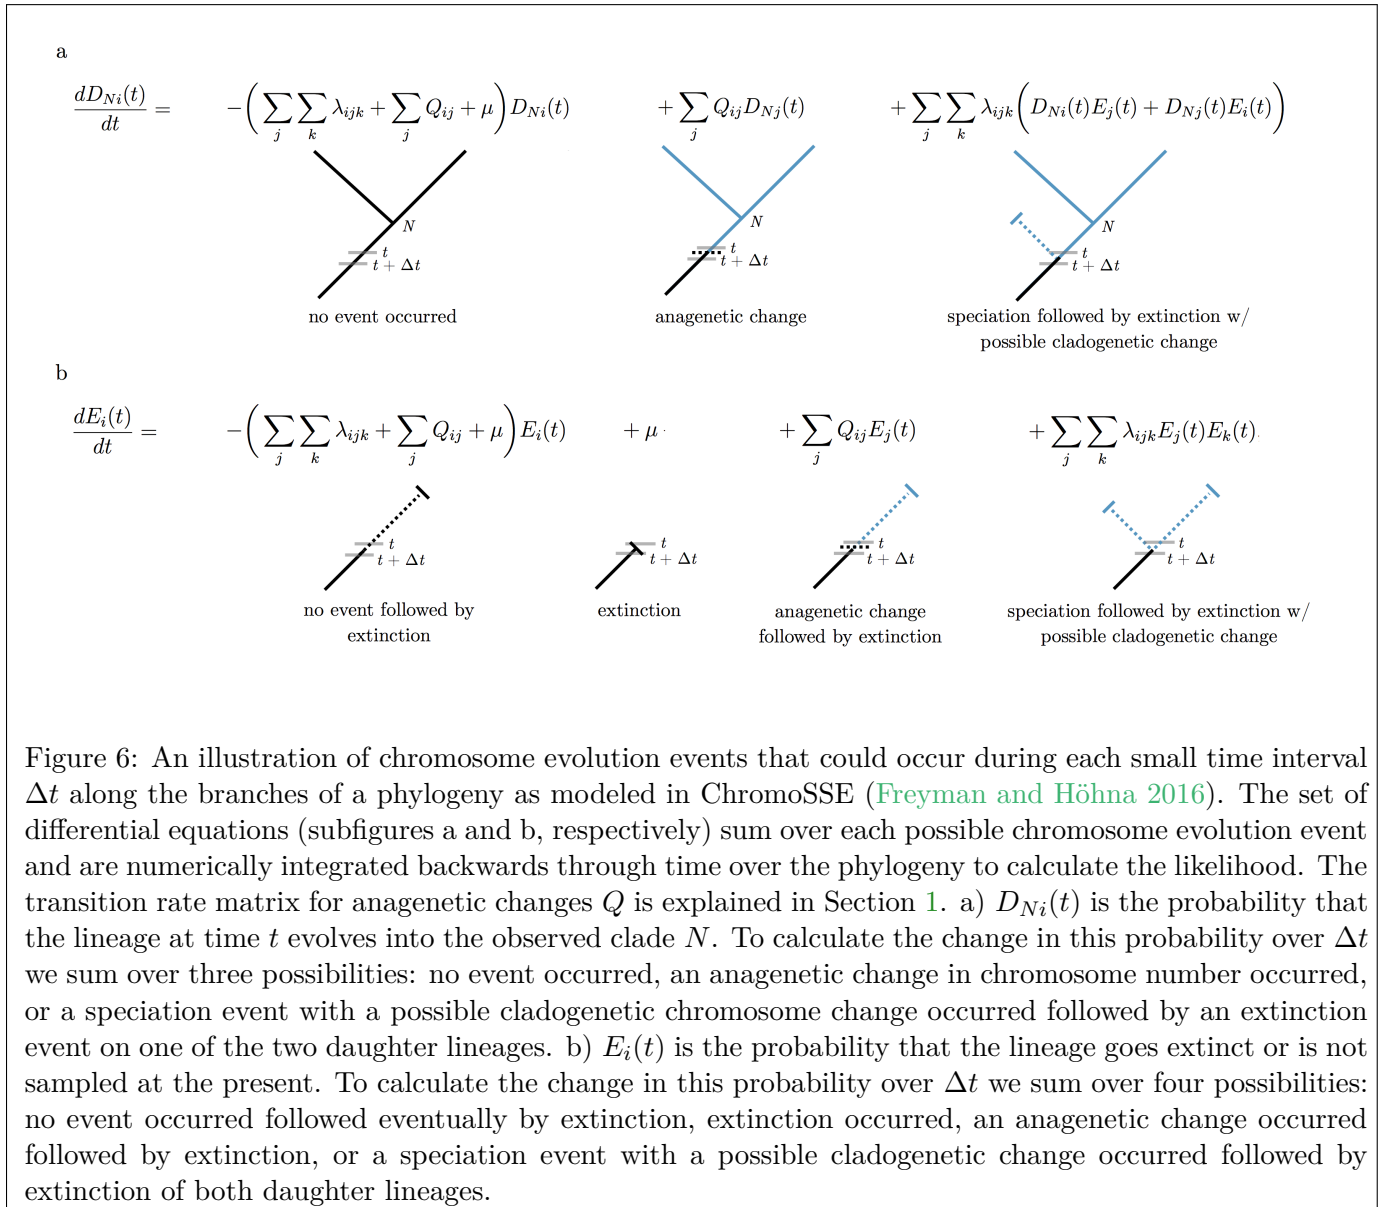 a
dD_{Ni}(t)/dt = −(∑_j ∑_k λ_{ijk} + ∑_j Q_{ij} + μ) D_{Ni}(t) + ∑_j Q_{ij} D_{Nj}(t) + ∑_j ∑_k λ_{ijk} (D_{Ni}(t)E_j(t) + D_{Nj}(t)E_i(t))
N
t
t + Δt
N
t
t + Δt
N
t
t + Δt
no event occurred
anagenetic change
speciation followed by extinction w/
possible cladogenetic change
b
dE_i(t)/dt = −(∑_j ∑_k λ_{ijk} + ∑_j Q_{ij} + μ) E_i(t) + μ + ∑_j Q_{ij} E_j(t) + ∑_j ∑_k λ_{ijk} E_j(t)E_k(t)
t
t + Δt
t
t + Δt
t
t + Δt
t
t + Δt
no event followed by
extinction
extinction
anagenetic change
followed by extinction
speciation followed by extinction w/
possible cladogenetic change
Figure 6: An illustration of chromosome evolution events that could occur during each small time interval
Δt along the branches of a phylogeny as modeled in ChromoSSE (Freyman and Höhna 2016). The set of
differential equations (subfigures a and b, respectively) sum over each possible chromosome evolution event
and are numerically integrated backwards through time over the phylogeny to calculate the likelihood. The
transition rate matrix for anagenetic changes Q is explained in Section 1. a) D_{Ni}(t) is the probability that
the lineage at time t evolves into the observed clade N. To calculate the change in this probability over Δt
we sum over three possibilities: no event occurred, an anagenetic change in chromosome number occurred,
or a speciation event with a possible cladogenetic chromosome change occurred followed by an extinction
event on one of the two daughter lineages. b) E_i(t) is the probability that the lineage goes extinct or is not
sampled at the present. To calculate the change in this probability over Δt we sum over four possibilities:
no event occurred followed eventually by extinction, extinction occurred, an anagenetic change occurred
followed by extinction, or a speciation event with a possible cladogenetic change occurred followed by
extinction of both daughter lineages.